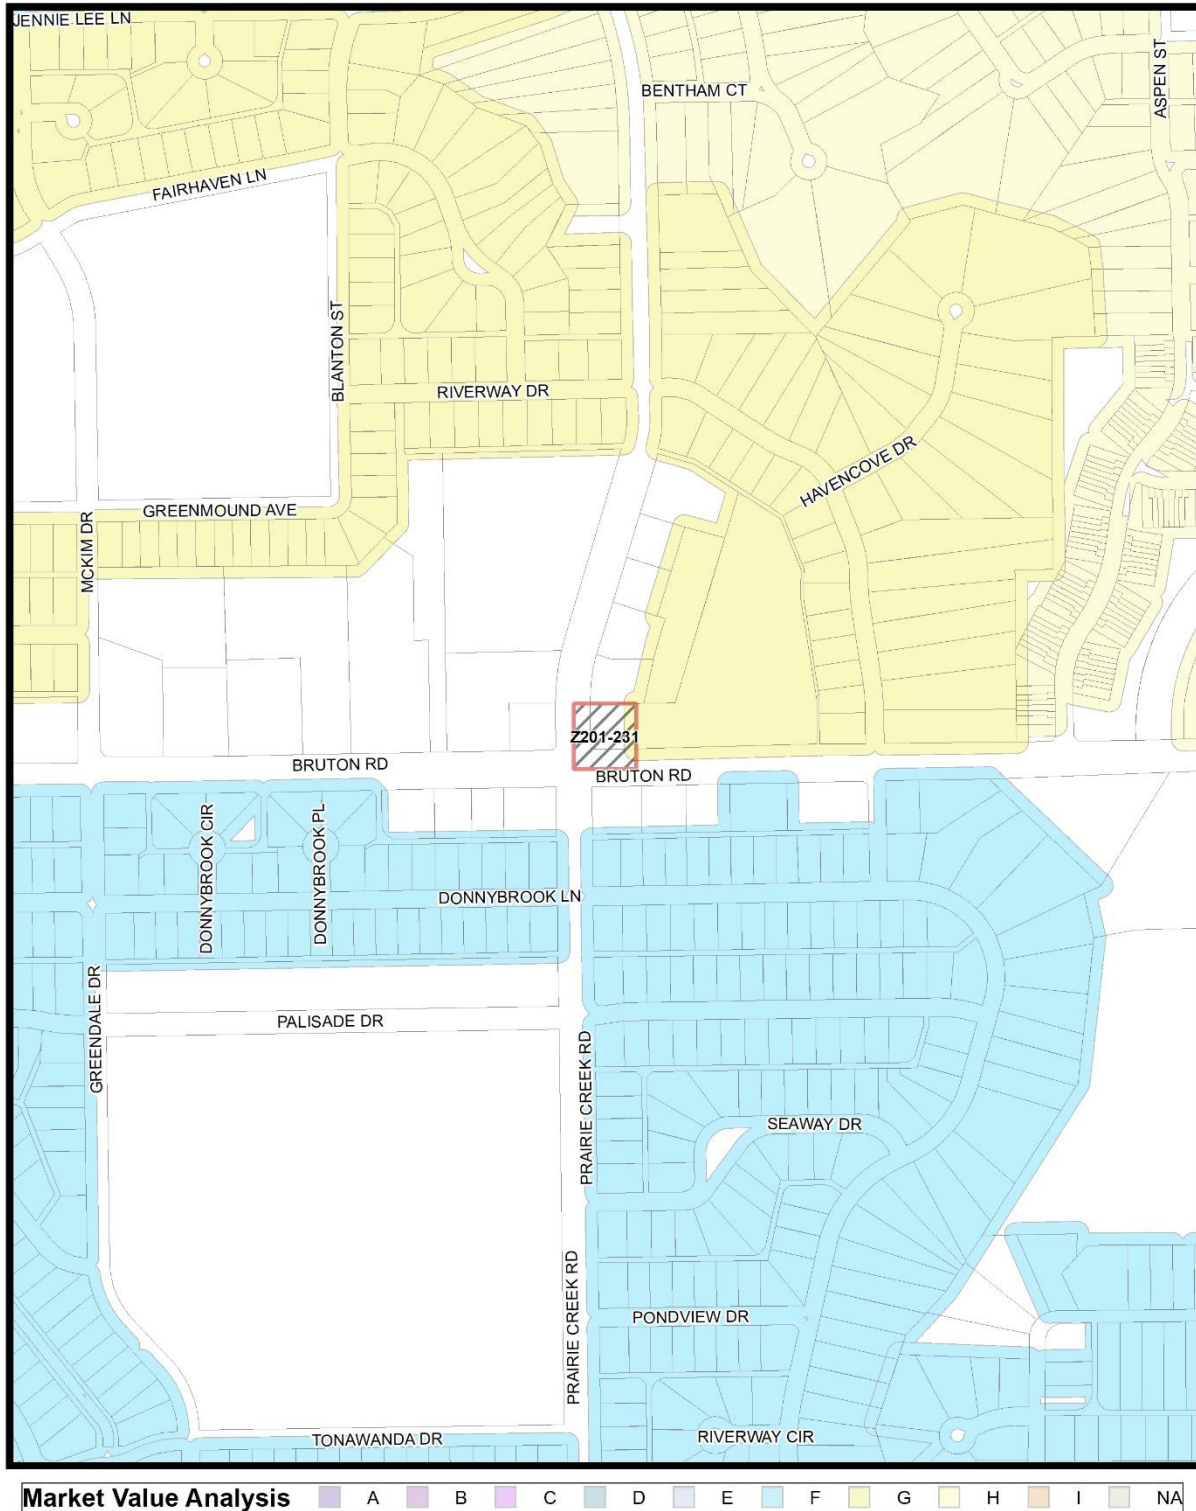 JENNIE LEE LN
ASPEN ST
BENTHAM CT
FAIRHAVEN LN
BLANTON ST
RIVERWAY DR
HAVENCOVE DR
GREENMOUND AVE
MCKIM DR
Z201-231
BRUTON RD
BRUTON RD
DONNYBROOK CIR
DONNYBROOK PL
DONNYBROOK LN
GREENDALE DR
PALISADE DR
PRAIRIE CREEK RD
SEAWAY DR
PRAIRIE CREEK RD
PONDVIEW DR
TONAWANDA DR
RIVERWAY CIR
Market Value Analysis A B C D E F G H I NA